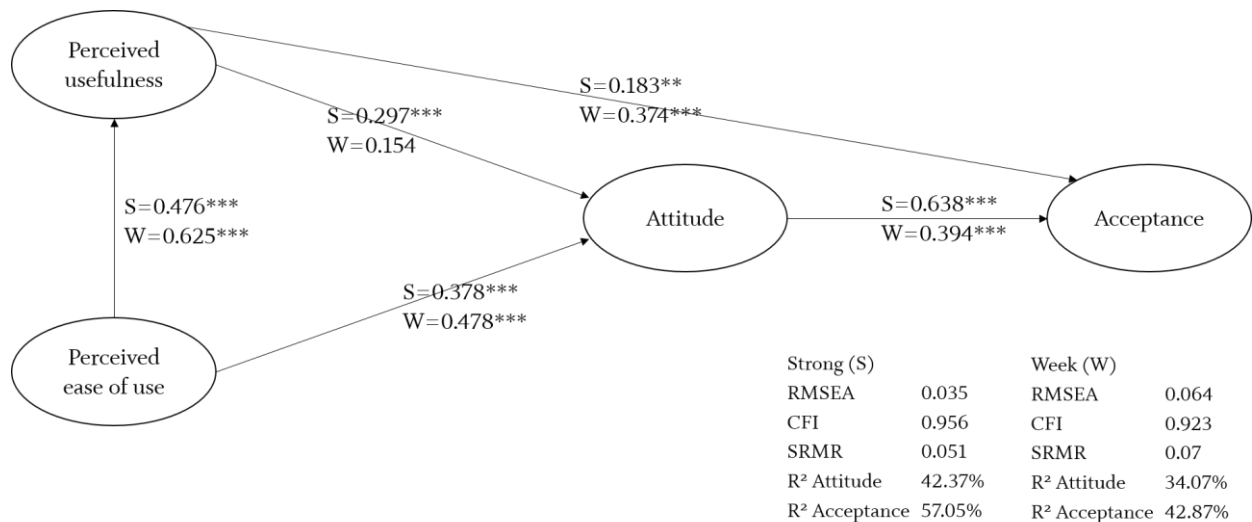 Perceived
usefulness
S=0.183**
W=0.374***
S=0.297***
W=0.154
S=0.476***
W=0.625***
Attitude
S=0.638***
W=0.394***
Acceptance
S=0.378***
W=0.478***
Perceived
ease of use
Strong (S)
RMSEA 0.035
CFI 0.956
SRMR 0.051
R² Attitude 42.37%
R² Acceptance 57.05%
Week (W)
RMSEA 0.064
CFI 0.923
SRMR 0.07
R² Attitude 34.07%
R² Acceptance 42.87%